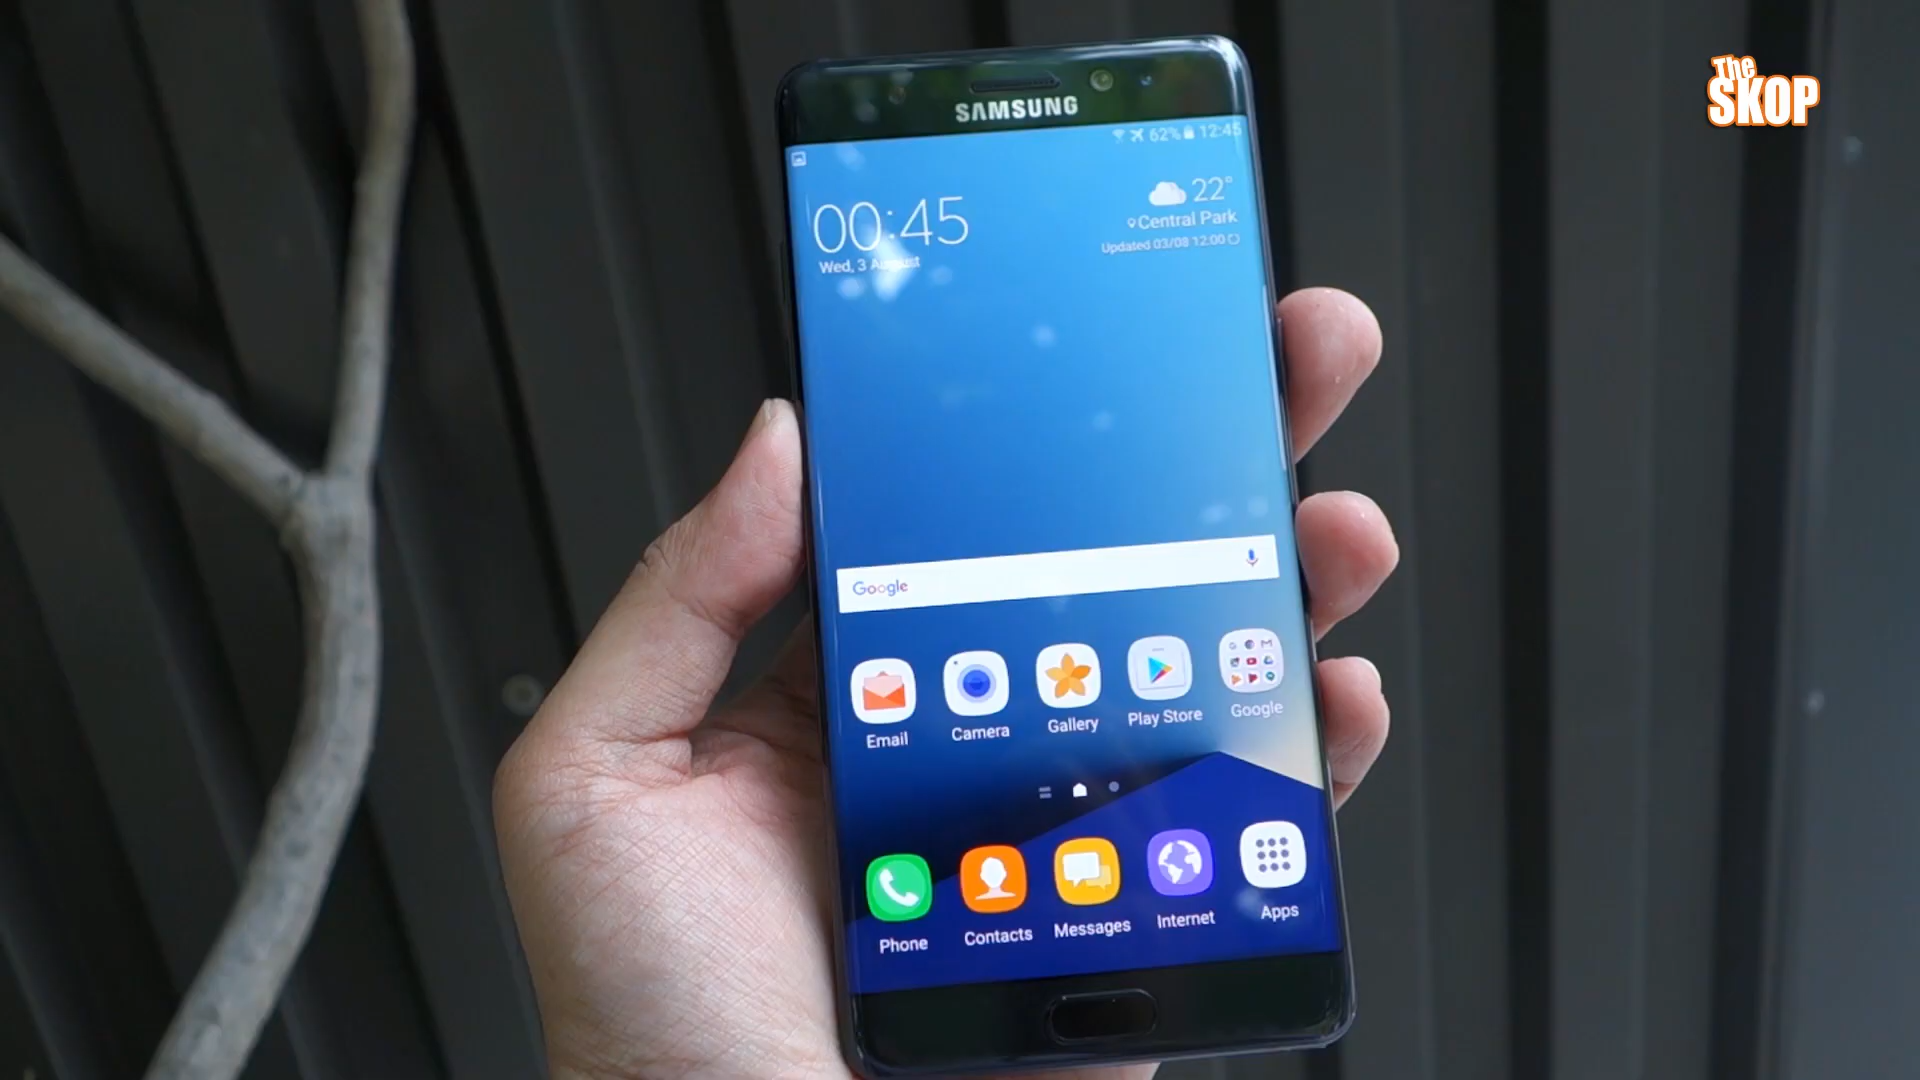 The
SKOP
SAMSUNG
62% 12:45
00:45
Wed, 3 August
22°
Central Park
Updated 03/08 12:00
Google
Email
Camera
Gallery
Play Store
Google
Phone
Contacts
Messages
Internet
Apps